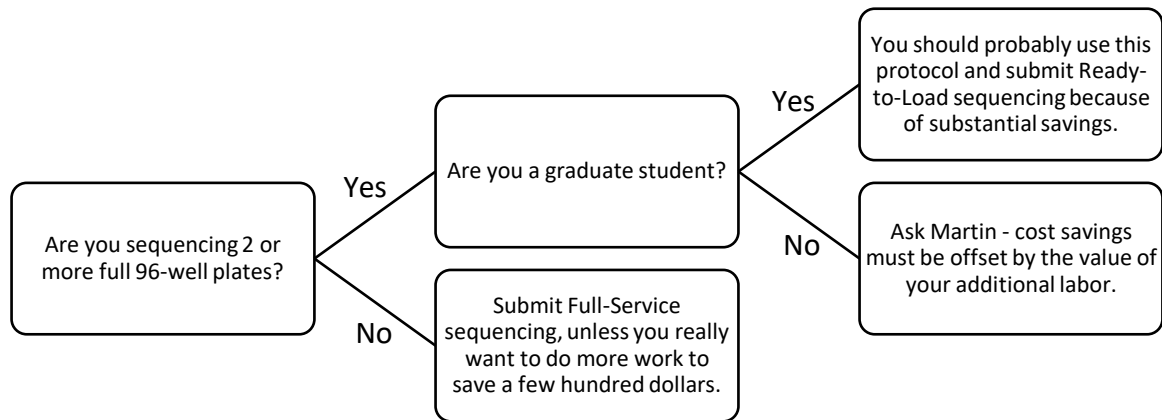 Are you sequencing 2 or
more full 96-well plates?
Yes
No
Are you a graduate student?
Submit Full-Service
sequencing, unless you really
want to do more work to
save a few hundred dollars.
Yes
No
You should probably use this
protocol and submit Ready-
to-Load sequencing because
of substantial savings.
Ask Martin - cost savings
must be offset by the value of
your additional labor.